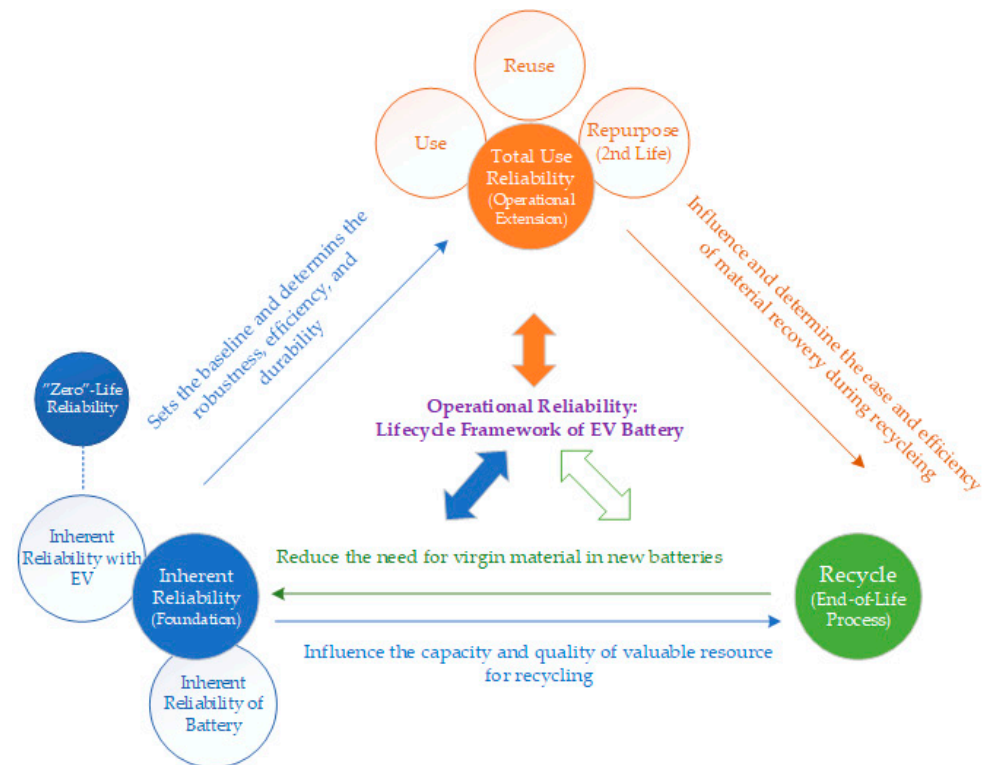 Reuse
Use
Repurpose
(2nd Life)
Total Use
Reliability
(Operational
Extension)
Sets the baseline and determins the
robustness, efficiency, and
durability
Influence and determine the ease and efficiency
of material recovery during recycleing
"Zero"-Life
Reliability
Operational Reliability:
Lifecycle Framework of EV Battery
Inherent
Reliability with
EV
Inherent
Reliability
(Foundation)
Inherent
Reliability of
Battery
Reduce the need for virgin material in new batteries
Influence the capacity and quality of valuable resource
for recycling
Recycle
(End-of-Life
Process)